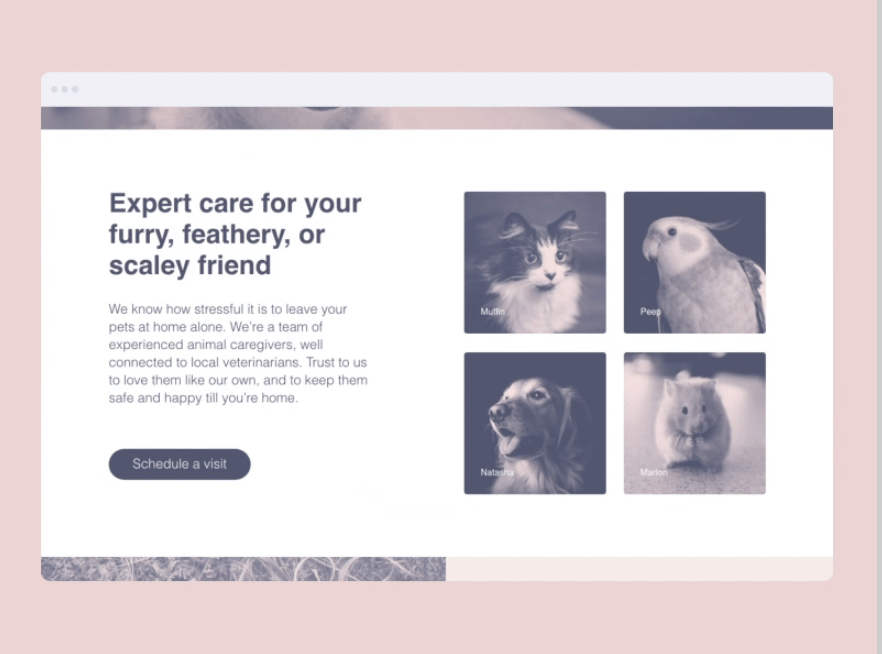 Expert care for your
furry, feathery, or
scaley friend
We know how stressful it is to leave your
pets at home alone. We’re a team of
experienced animal caregivers, well
connected to local veterinarians. Trust to us
to love them like our own, and to keep them
safe and happy till you’re home.
Schedule a visit
Muffin
Peep
Natasha
Marlon